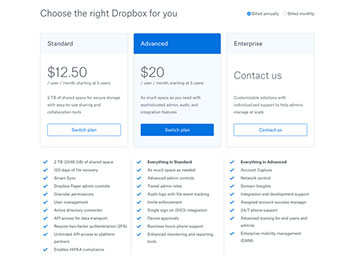 Choose the right Dropbox for you
Billed annually
Billed monthly
Standard
$12.50
/ user / month, starting at 5 users
2 TB of shared space for secure storage
with easy-to-use sharing and
collaboration tools
Switch plan
2 TB (2048 GB) of shared space
120 days of file recovery
Smart Sync
Dropbox Paper admin controls
Granular permissions
User management
Active directory connector
API access for data transport
Require two-factor authentication (2FA)
Unlimited API access to platform
partners
Enable HIPAA compliance
Advanced
$20
/ user / month, starting at 5 users
As much space as you need with
sophisticated admin, audit, and
integration features
Switch plan
Everything in Standard
As much space as needed
Advanced admin controls
Tiered admin roles
Audit logs with file event tracking
Invite enforcement
Single sign on (SSO) integration
Device approvals
Business hours phone support
Enhanced monitoring and reporting
tools
Enterprise
Contact us
Customizable solutions with
individualized support to help admins
manage at scale
Contact us
Everything in Advanced
Account Capture
Network control
Domain Insights
Integration and development support
Assigned account success manager
24/7 phone support
Advanced training for end users and
admins
Enterprise mobility management
(EMM)